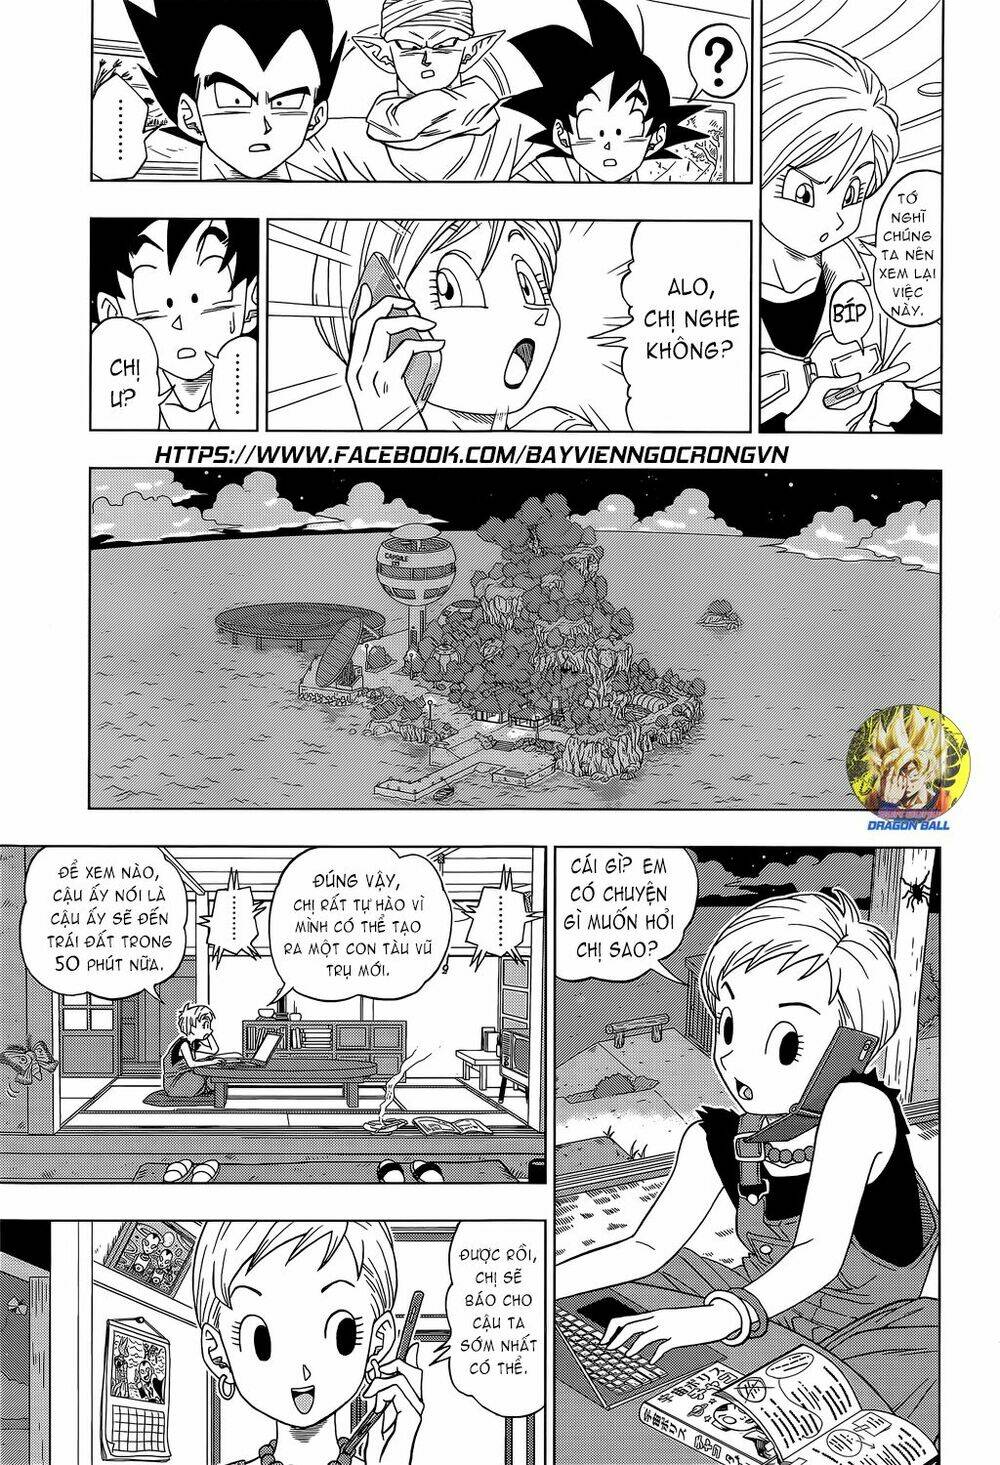 TỚ
NGHĨ
CHÚNG
TA NÊN
XEM LẠI
VIỆC
NÀY.
BÍP
?
........
ALO,
CHỊ NGHE
KHÔNG?
........
CHỊ
Ư?
HTTPS://WWW.FACEBOOK.COM/BAYVIENNGOCRONGVN
CAPSULE
DRAGON BALL
CÁI GÌ? EM
CÓ CHUYỆN
GÌ MUỐN HỎI
CHỊ SAO?
........
ĐÚNG VẬY,
CHỊ RẤT TỰ HÀO VÌ
MÌNH CÓ THỂ TẠO
RA MỘT CON TÀU VŨ
TRỤ MỚI.
........
ĐỂ XEM NÀO,
CẬU ẤY NÓI LÀ
CẬU ẤY SẼ ĐẾN
TRÁI ĐẤT TRONG
50 PHÚT NỮA.
ĐƯỢC RỒI,
CHỊ SẼ
BÁO CHO
CẬU TA
SỚM NHẤT
CÓ THỂ.